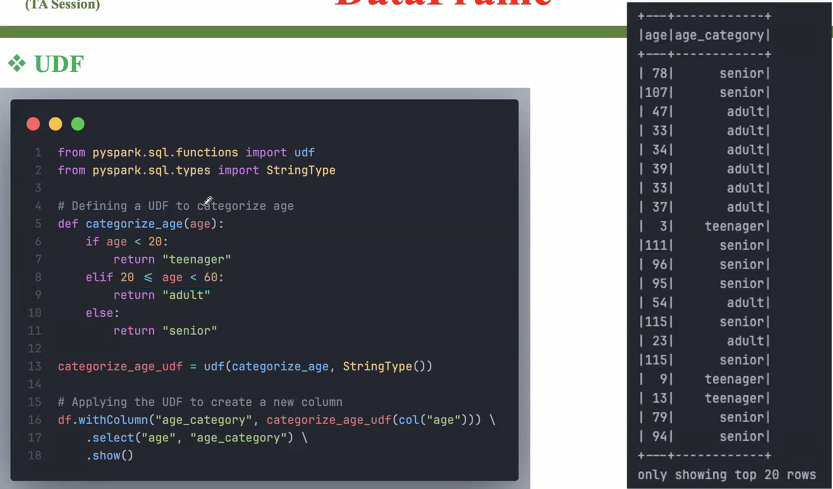 (TA Session)
DataFrame
❖ UDF
1 from pyspark.sql.functions import udf
2 from pyspark.sql.types import StringType
3
4 # Defining a UDF to categorize age
5 def categorize_age(age):
6     if age < 20:
7         return "teenager"
8     elif 20 ≤ age < 60:
9         return "adult"
10     else:
11         return "senior"
12
13 categorize_age_udf = udf(categorize_age, StringType())
14
15 # Applying the UDF to create a new column
16 df.withColumn("age_category", categorize_age_udf(col("age"))) \
17     .select("age", "age_category") \
18     .show()
+---+------------+
|age|age_category|
+---+------------+
| 78|      senior|
|107|      senior|
| 47|       adult|
| 33|       adult|
| 34|       adult|
| 39|       adult|
| 33|       adult|
| 37|       adult|
|  3|    teenager|
|111|      senior|
| 96|      senior|
| 95|      senior|
| 54|       adult|
|115|      senior|
| 23|       adult|
|115|      senior|
|  9|    teenager|
| 13|    teenager|
| 79|      senior|
| 94|      senior|
+---+------------+
only showing top 20 rows